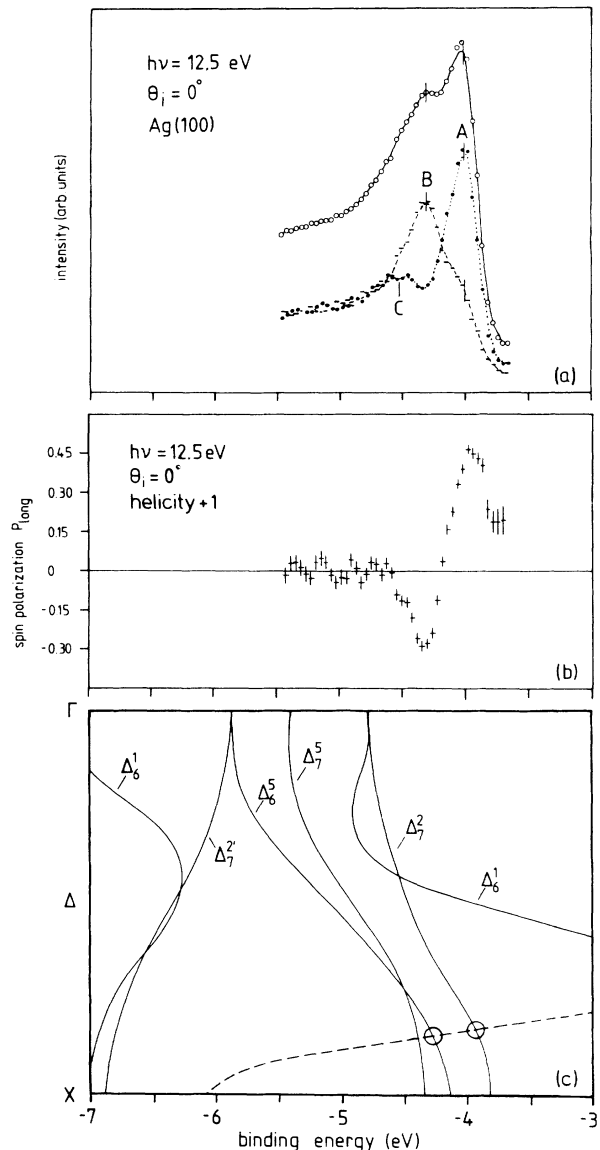 hν = 12.5 eV
θi = 0°
Ag(100)
A
B
C
intensity (arb units)
(a)
hν = 12.5 eV
θi = 0°
helicity +1
0.45
0.30
0.15
0
-0.15
-0.30
spin polarization Plong
(b)
Γ
Δ
X
Δ₆¹
Δ₇²'
Δ₆⁵
Δ₇⁵
Δ₇²
Δ₆¹
(c)
-7
-6
-5
-4
-3
binding energy (eV)